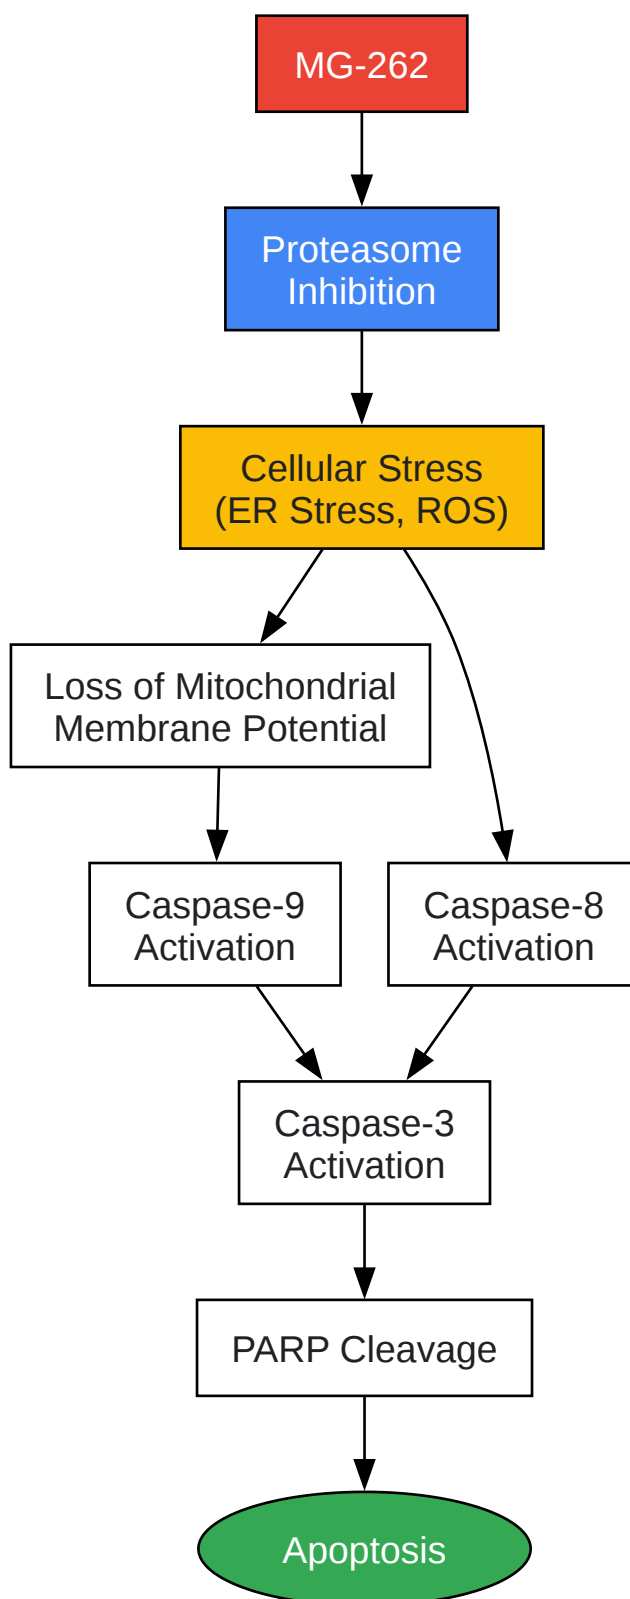 MG-262
Proteasome
Inhibition
Cellular Stress
(ER Stress, ROS)
Loss of Mitochondrial
Membrane Potential
Caspase-9
Activation
Caspase-8
Activation
Caspase-3
Activation
PARP Cleavage
Apoptosis